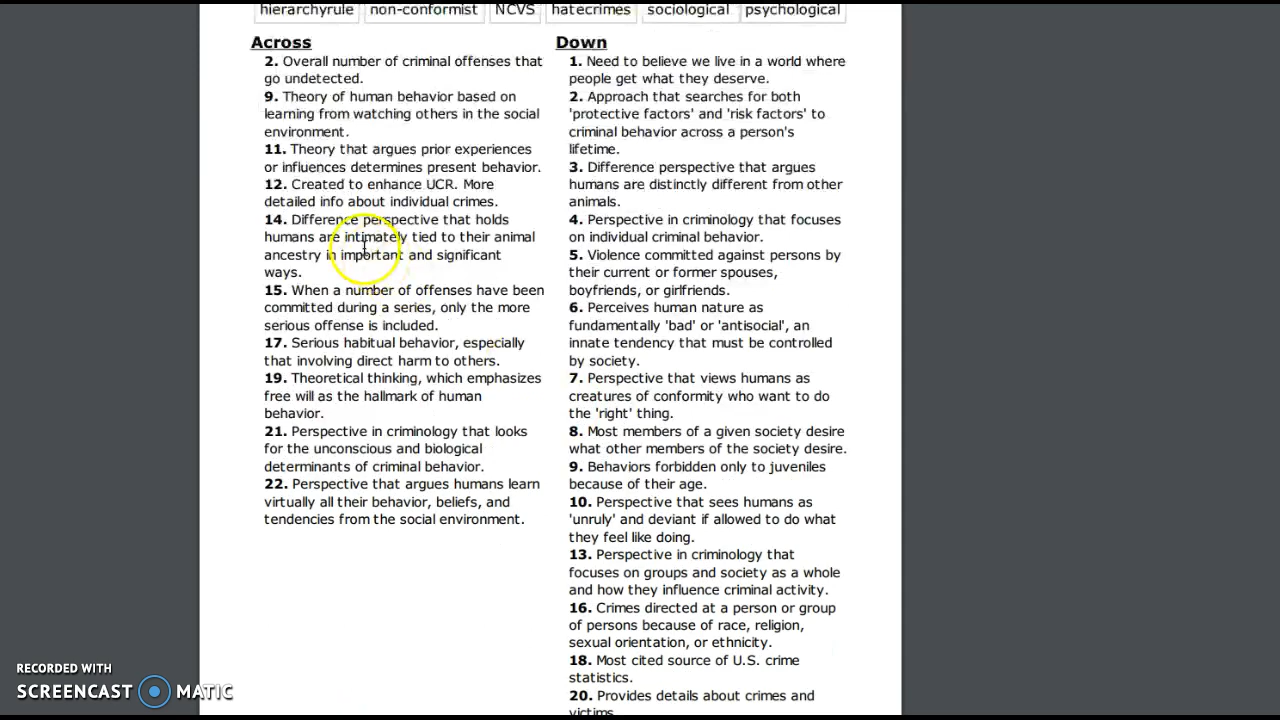 hierarchyrule non-conformist NCVS hatecrimes sociological psychological
Across
2. Overall number of criminal offenses that
go undetected.
9. Theory of human behavior based on
learning from watching others in the social
environment.
11. Theory that argues prior experiences
or influences determines present behavior.
12. Created to enhance UCR. More
detailed info about individual crimes.
14. Difference perspective that holds
humans are intimately tied to their animal
ancestry in important and significant
ways.
15. When a number of offenses have been
committed during a series, only the more
serious offense is included.
17. Serious habitual behavior, especially
that involving direct harm to others.
19. Theoretical thinking, which emphasizes
free will as the hallmark of human
behavior.
21. Perspective in criminology that looks
for the unconscious and biological
determinants of criminal behavior.
22. Perspective that argues humans learn
virtually all their behavior, beliefs, and
tendencies from the social environment.
Down
1. Need to believe we live in a world where
people get what they deserve.
2. Approach that searches for both
'protective factors' and 'risk factors' to
criminal behavior across a person's
lifetime.
3. Difference perspective that argues
humans are distinctly different from other
animals.
4. Perspective in criminology that focuses
on individual criminal behavior.
5. Violence committed against persons by
their current or former spouses,
boyfriends, or girlfriends.
6. Perceives human nature as
fundamentally 'bad' or 'antisocial', an
innate tendency that must be controlled
by society.
7. Perspective that views humans as
creatures of conformity who want to do
the 'right' thing.
8. Most members of a given society desire
what other members of the society desire.
9. Behaviors forbidden only to juveniles
because of their age.
10. Perspective that sees humans as
'unruly' and deviant if allowed to do what
they feel like doing.
13. Perspective in criminology that
focuses on groups and society as a whole
and how they influence criminal activity.
16. Crimes directed at a person or group
of persons because of race, religion,
sexual orientation, or ethnicity.
18. Most cited source of U.S. crime
statistics.
20. Provides details about crimes and
victims
RECORDED WITH
SCREENCAST MATIC